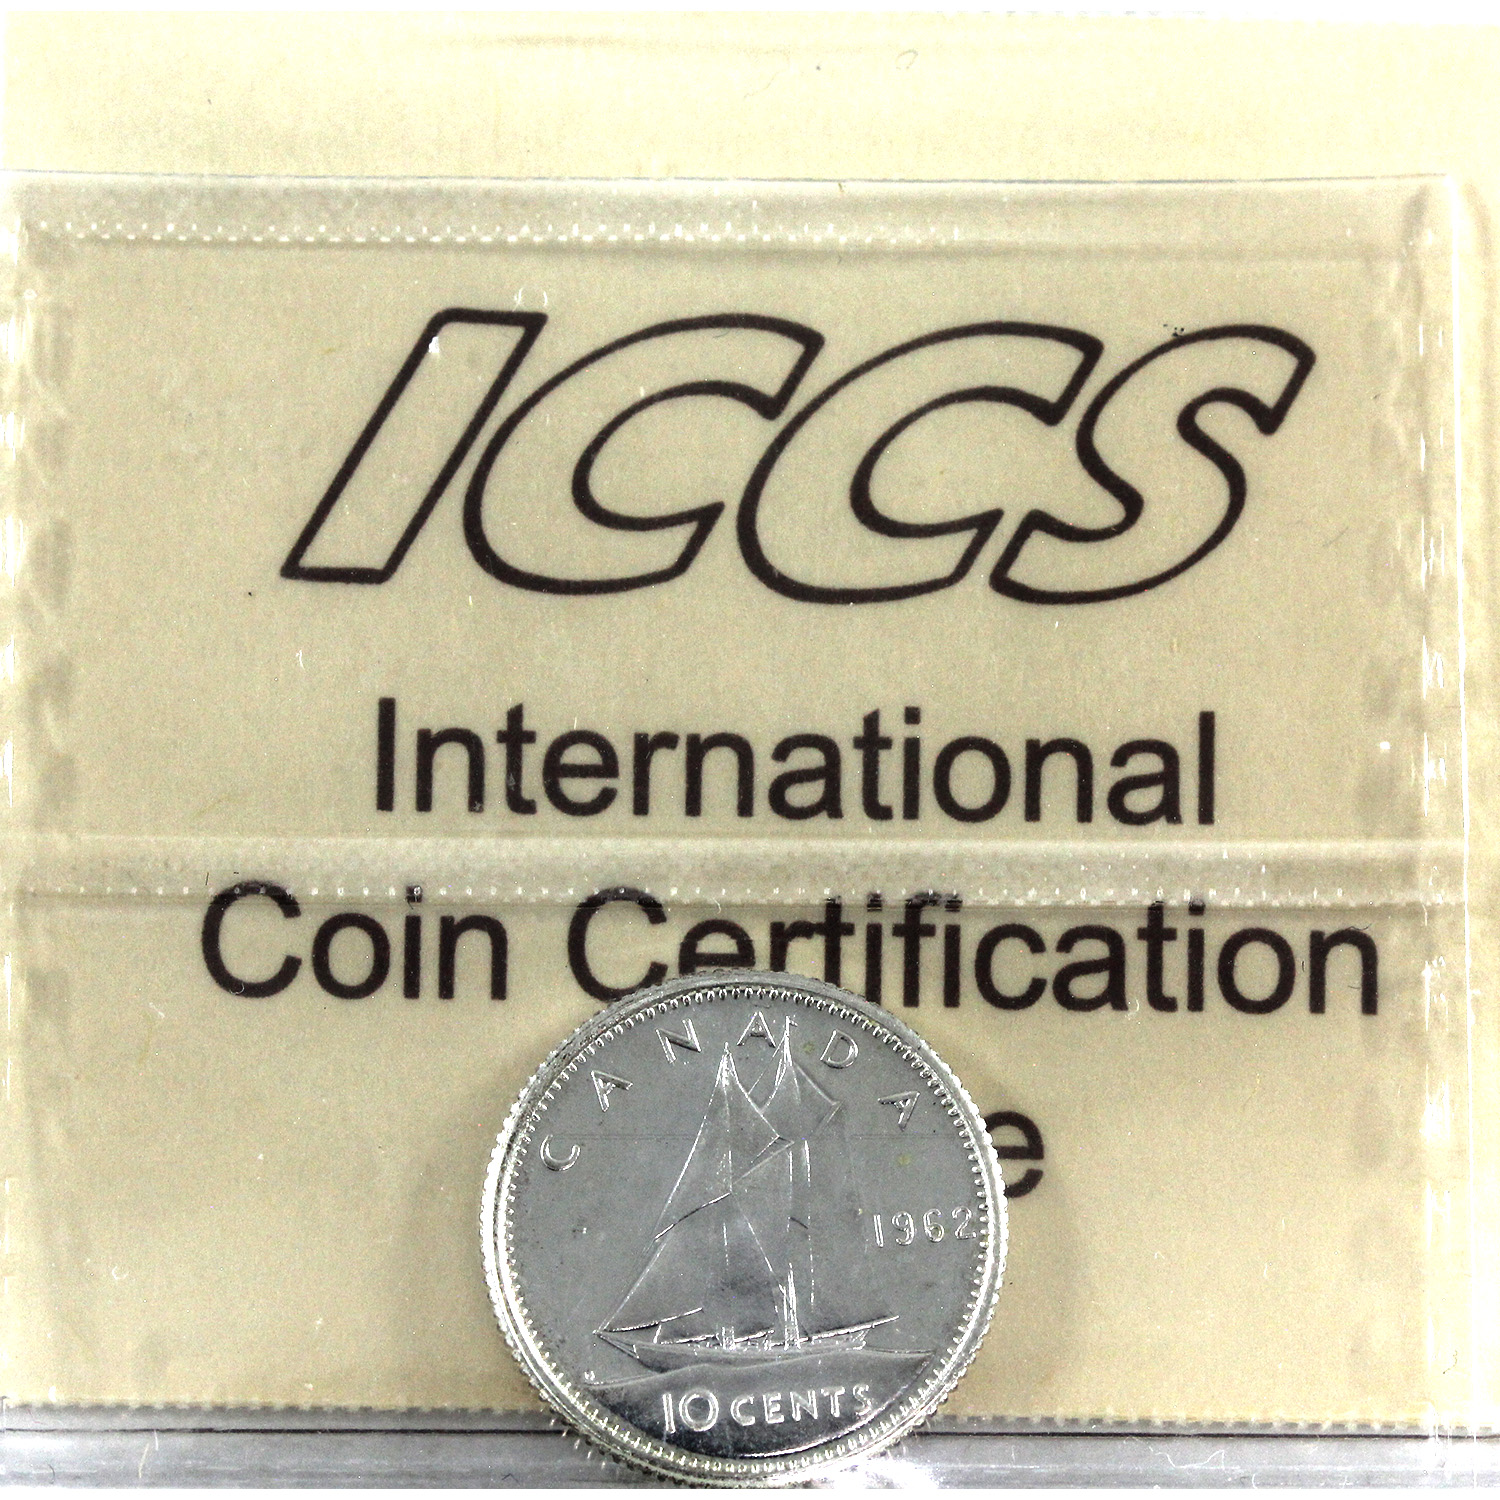 ICCS
International
Coin Certification
e
CANADA
1962
10 CENTS